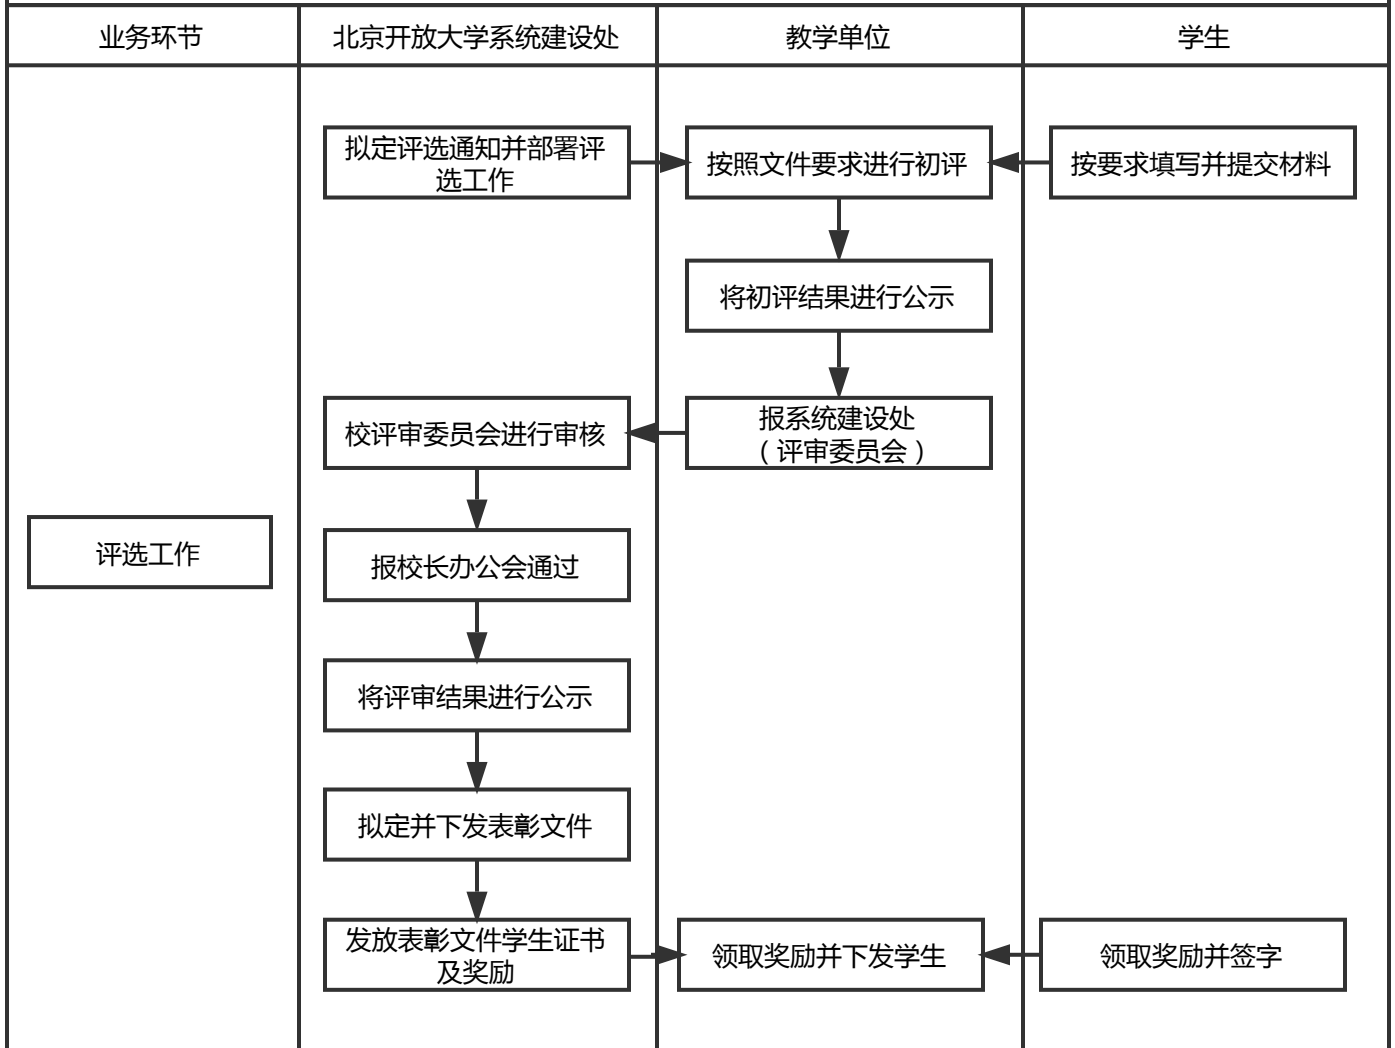 业务环节
北京开放大学系统建设处
教学单位
学生
拟定评选通知并部署评
选工作
按照文件要求进行初评
按要求填写并提交材料
将初评结果进行公示
校评审委员会进行审核
报系统建设处
（评审委员会）
评选工作
报校长办公会通过
将评审结果进行公示
拟定并下发表彰文件
发放表彰文件学生证书
及奖励
领取奖励并下发学生
领取奖励并签字